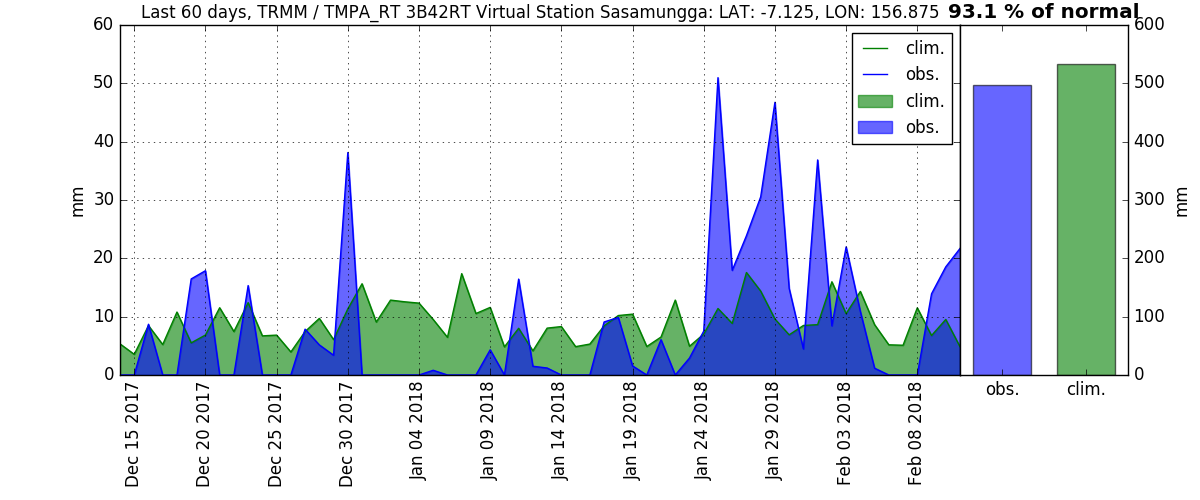 Last 60 days, TRMM / TMPA_RT 3B42RT Virtual Station Sasamungga: LAT: -7.125, LON: 156.875 93.1 % of normal
60
50
40
30
20
10
0
mm
clim.
obs.
clim.
obs.
600
500
400
300
200
100
0
mm
Dec 15 2017
Dec 20 2017
Dec 25 2017
Dec 30 2017
Jan 04 2018
Jan 09 2018
Jan 14 2018
Jan 19 2018
Jan 24 2018
Jan 29 2018
Feb 03 2018
Feb 08 2018
obs. clim.